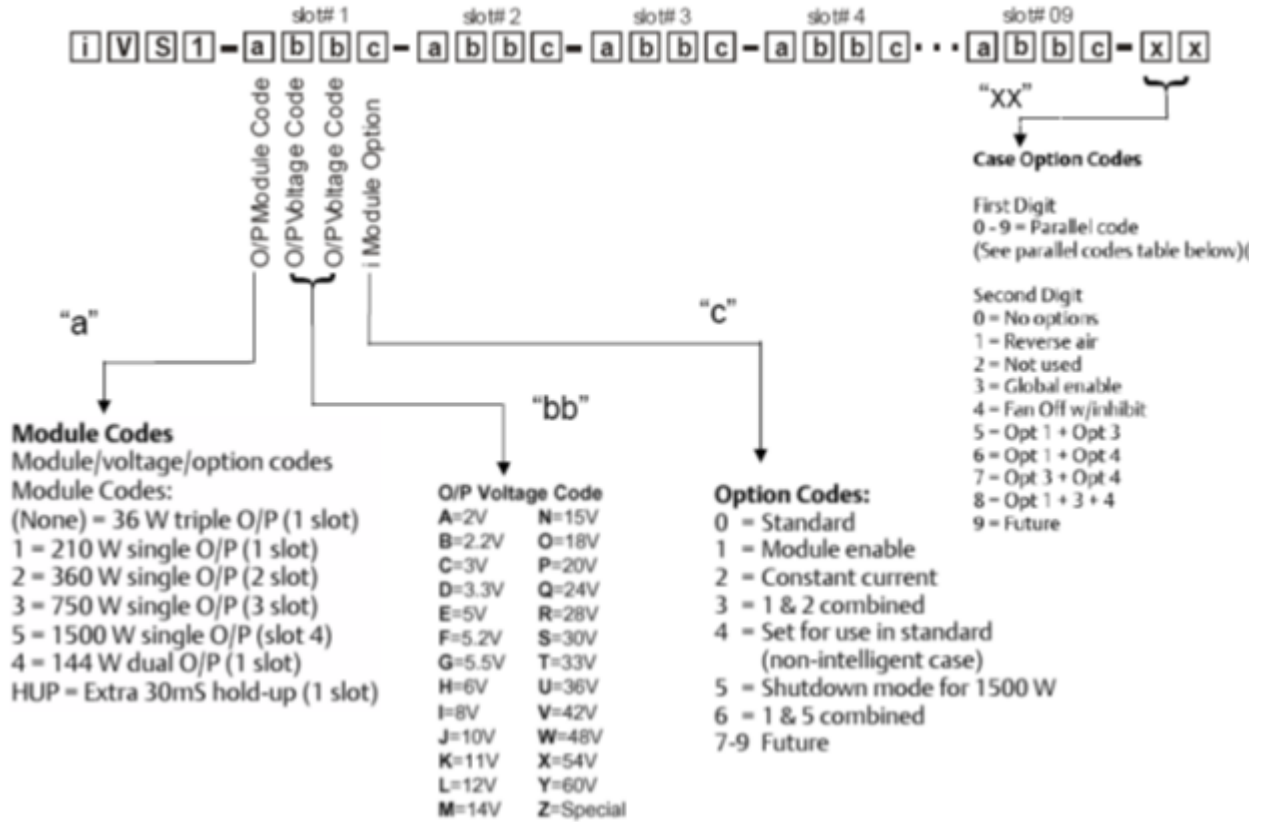 slot# 1 slot# 2 slot# 3 slot# 4 slot# 09
i V S 1 - a b b c - a b b c - a b b c - a b b c · · · a b b c - x x
O/P Module Code
O/P Voltage Code
O/P Voltage Code
i Module Option
"xx"
Case Option Codes
First Digit
0 - 9 = Parallel code
(See parallel codes table below)(
Second Digit
0 = No options
1 = Reverse air
2 = Not used
3 = Global enable
4 = Fan Off w/inhibit
5 = Opt 1 + Opt 3
6 = Opt 1 + Opt 4
7 = Opt 3 + Opt 4
8 = Opt 1 + 3 + 4
9 = Future
"a"
Module Codes
Module/voltage/option codes
Module Codes:
(None) = 36 W triple O/P (1 slot)
1 = 210 W single O/P (1 slot)
2 = 360 W single O/P (2 slot)
3 = 750 W single O/P (3 slot)
5 = 1500 W single O/P (slot 4)
4 = 144 W dual O/P (1 slot)
HUP = Extra 30mS hold-up (1 slot)
"bb"
O/P Voltage Code
A=2V N=15V
B=2.2V O=18V
C=3V P=20V
D=3.3V Q=24V
E=5V R=28V
F=5.2V S=30V
G=5.5V T=33V
H=6V U=36V
I=8V V=42V
J=10V W=48V
K=11V X=54V
L=12V Y=60V
M=14V Z=Special
"c"
Option Codes:
0 = Standard
1 = Module enable
2 = Constant current
3 = 1 & 2 combined
4 = Set for use in standard
(non-intelligent case)
5 = Shutdown mode for 1500 W
6 = 1 & 5 combined
7-9 Future